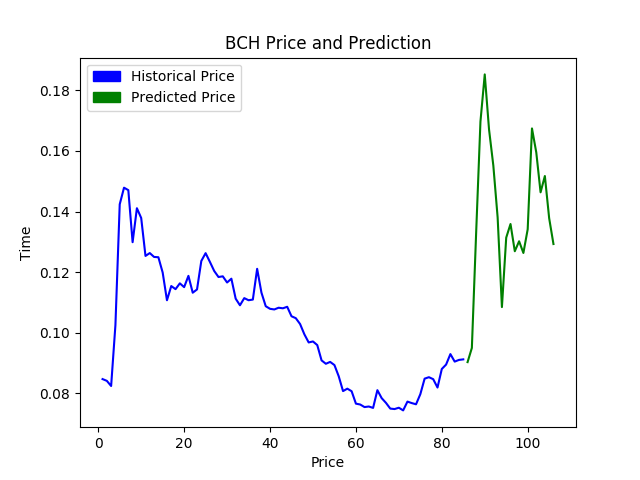 BCH Price and Prediction
Historical Price
Predicted Price
0.18
0.16
0.14
0.12
0.10
0.08
Time
0 20 40 60 80 100
Price